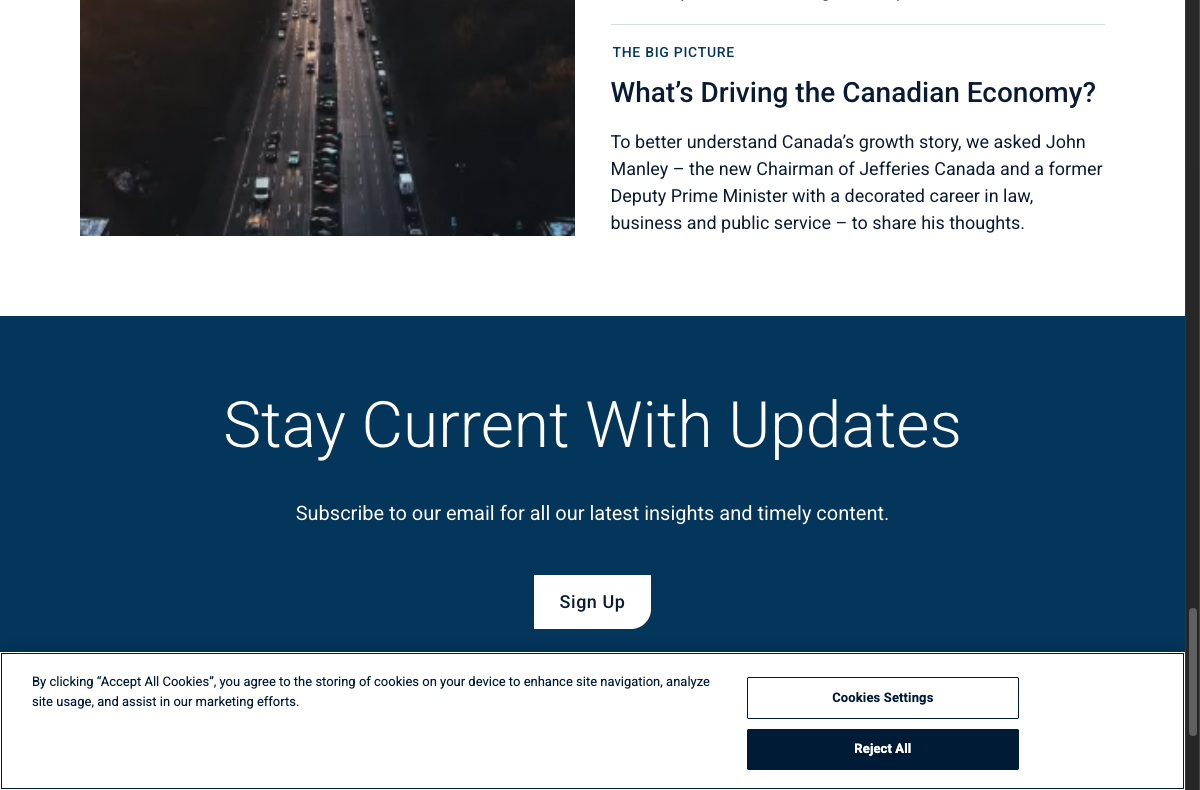 THE BIG PICTURE
What’s Driving the Canadian Economy?
To better understand Canada’s growth story, we asked John
Manley – the new Chairman of Jefferies Canada and a former
Deputy Prime Minister with a decorated career in law,
business and public service – to share his thoughts.
Stay Current With Updates
Subscribe to our email for all our latest insights and timely content.
Sign Up
By clicking “Accept All Cookies”, you agree to the storing of cookies on your device to enhance site navigation, analyze
site usage, and assist in our marketing efforts.
Cookies Settings
Reject All